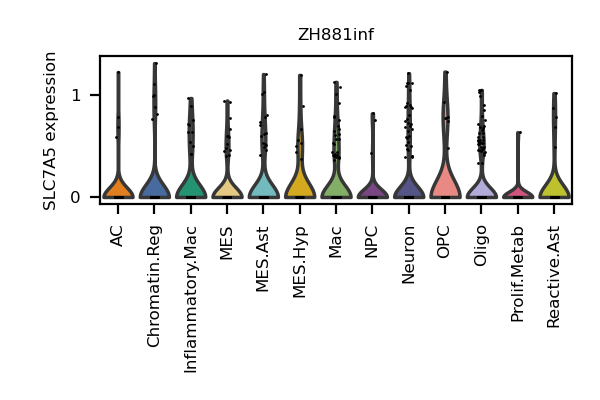 ZH881inf
SLC7A5 expression
1
0
AC
Chromatin.Reg
Inflammatory.Mac
MES
MES.Ast
MES.Hyp
Mac
NPC
Neuron
OPC
Oligo
Prolif.Metab
Reactive.Ast